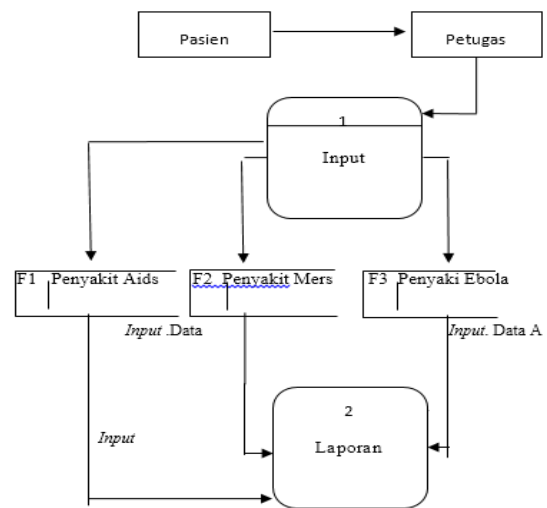 Pasien
Petugas
1
Input
F1 Penyakit Aids
F2 Penyakit Mers
F3 Penyaki Ebola
Input .Data
Input. Data A
2
Laporan
Input